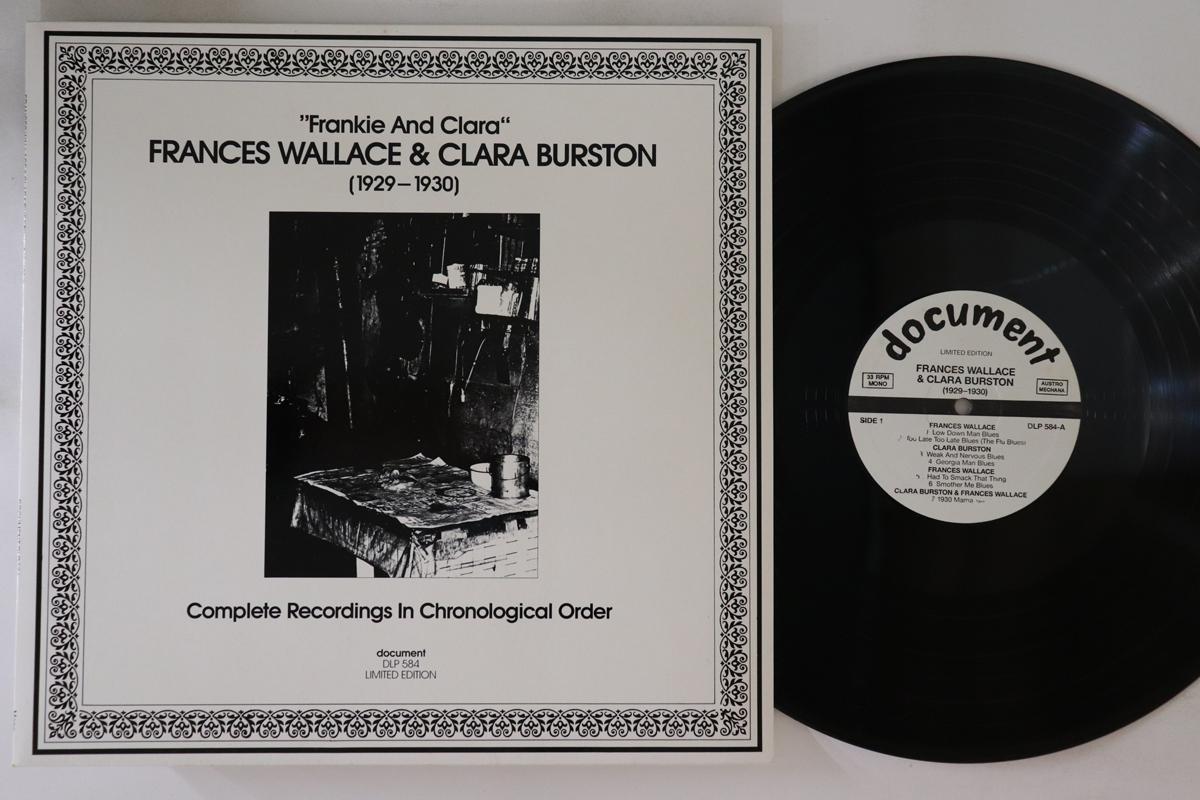 ”Frankie And Clara“
FRANCES WALLACE & CLARA BURSTON
(1929–1930)
Complete Recordings In Chronological Order
document
DLP 584
LIMITED EDITION
document
LIMITED EDITION
33 RPM
MONO
FRANCES WALLACE
& CLARA BURSTON
(1929–1930)
AUSTRO
MECHANA
SIDE 1
DLP 584-A
FRANCES WALLACE
Low Down Man Blues
Too Late Too Late Blues (The Flu Blues)
CLARA BURSTON
3 Weak And Nervous Blues
4 Georgia Man Blues
FRANCES WALLACE
Had To Smack That Thing
6 Smother Me Blues
CLARA BURSTON & FRANCES WALLACE
7 1930 Mama